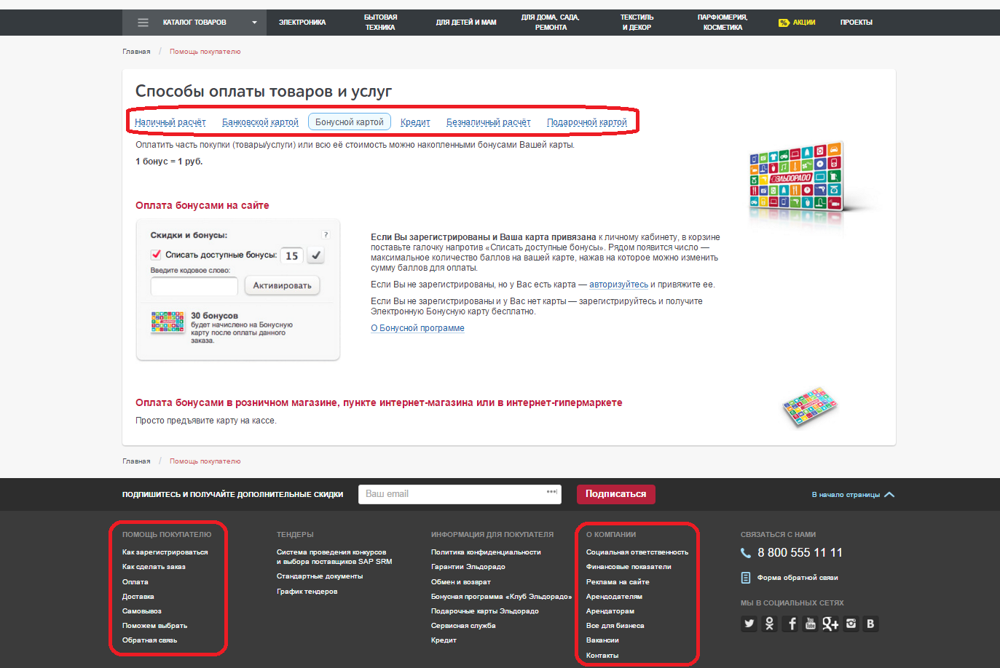 КАТАЛОГ ТОВАРОВ
ЭЛЕКТРОНИКА
БЫТОВАЯ
ТЕХНИКА
ДЛЯ ДЕТЕЙ И МАМ
ДЛЯ ДОМА, САДА,
РЕМОНТА
ТЕКСТИЛЬ
И ДЕКОР
ПАРФЮМЕРИЯ,
КОСМЕТИКА
% АКЦИИ
ПРОЕКТЫ
Главная / Помощь покупателю
Способы оплаты товаров и услуг
Наличный расчёт Банковской картой Бонусной картой Кредит Безналичный расчёт Подарочной картой
Оплатить часть покупки (товары/услуги) или всю её стоимость можно накопленными бонусами Вашей карты.
1 бонус = 1 руб.
ЭЛЬДОРАДО
Оплата бонусами на сайте
Скидки и бонусы: ?
Списать доступные бонусы: 15
Введите кодовое слово:
Активировать
30 бонусов
будет начислено на Бонусную
карту после оплаты данного
заказа.
Если Вы зарегистрированы и Ваша карта привязана к личному кабинету, в корзине
поставьте галочку напротив «Списать доступные бонусы». Рядом появится число —
максимальное количество баллов на вашей карте, нажав на которое можно изменить
сумму баллов для оплаты.
Если Вы не зарегистрированы, но у Вас есть карта — авторизуйтесь и привяжите ее.
Если Вы не зарегистрированы и у Вас нет карты — зарегистрируйтесь и получите
Электронную Бонусную карту бесплатно.
О Бонусной программе
Оплата бонусами в розничном магазине, пункте интернет-магазина или в интернет-гипермаркете
Просто предъявите карту на кассе.
Главная / Помощь покупателю
ПОДПИШИТЕСЬ И ПОЛУЧАЙТЕ ДОПОЛНИТЕЛЬНЫЕ СКИДКИ
Ваш email
Подписаться
В начало страницы
ПОМОЩЬ ПОКУПАТЕЛЮ
Как зарегистрироваться
Как сделать заказ
Оплата
Доставка
Самовывоз
Поможем выбрать
Обратная связь
ТЕНДЕРЫ
Система проведения конкурсов
и выбора поставщиков SAP SRM
Стандартные документы
График тендеров
ИНФОРМАЦИЯ ДЛЯ ПОКУПАТЕЛЯ
Политика конфиденциальности
Гарантии Эльдорадо
Обмен и возврат
Бонусная программа «Клуб Эльдорадо»
Подарочные карты Эльдорадо
Сервисная служба
Кредит
О КОМПАНИИ
Социальная ответственность
Финансовые показатели
Реклама на сайте
Арендодателям
Арендаторам
Все для бизнеса
Вакансии
Контакты
СВЯЗАТЬСЯ С НАМИ
8 800 555 11 11
Форма обратной связи
МЫ В СОЦИАЛЬНЫХ СЕТЯХ
You Tube
g+
B